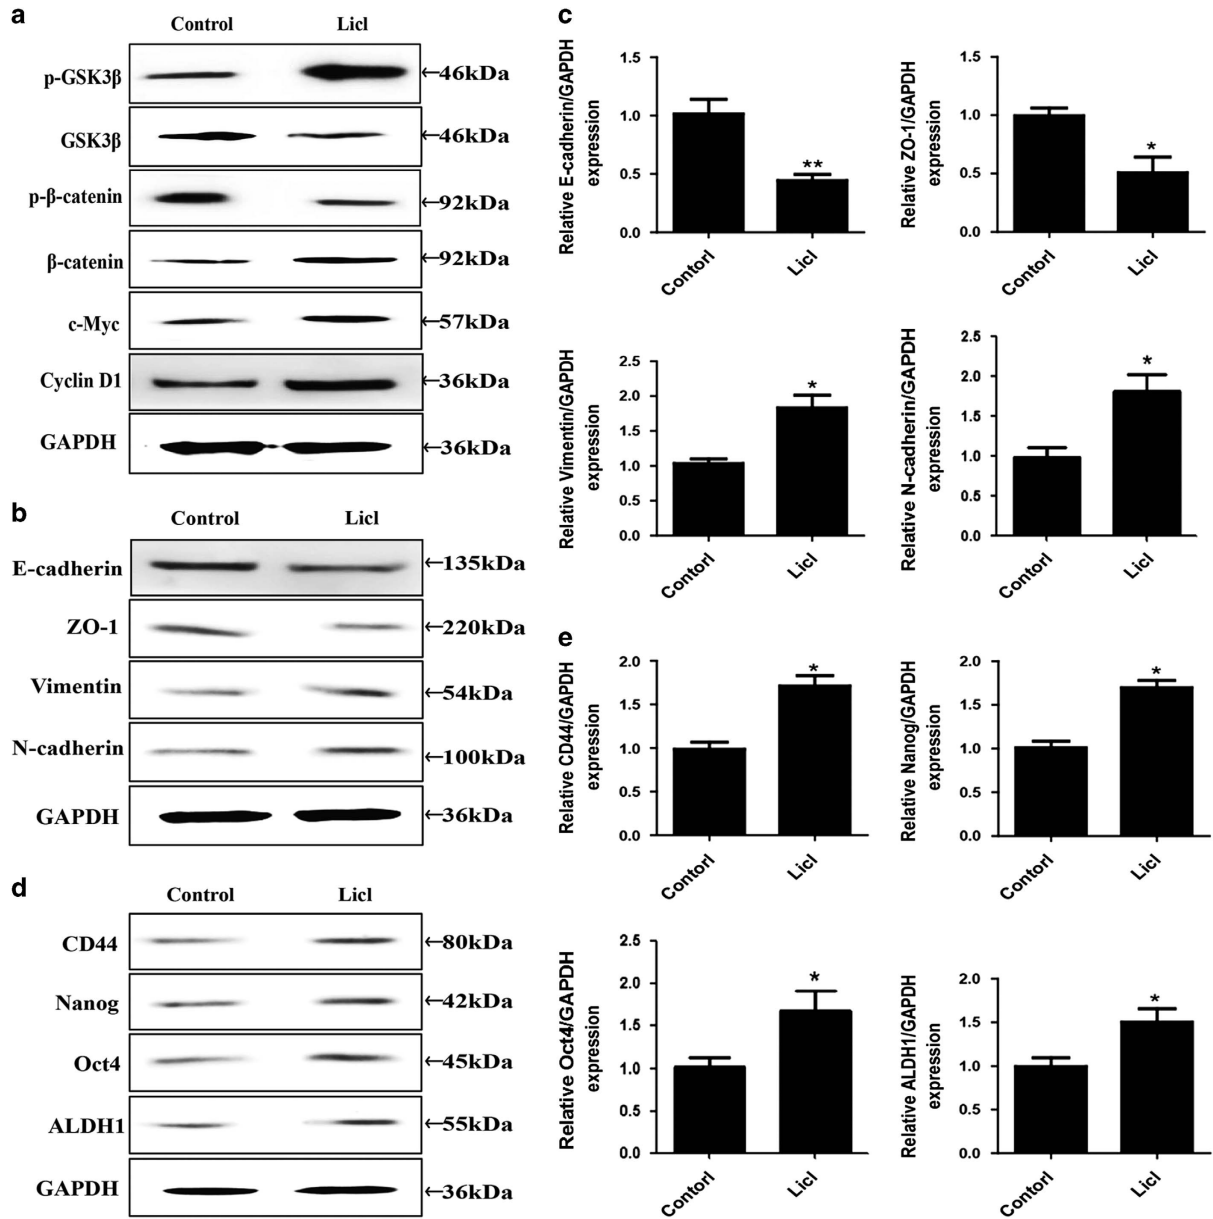 a
Control Licl
p-GSK3β ←46kDa
GSK3β ←46kDa
p-β-catenin ←92kDa
β-catenin ←92kDa
c-Myc ←57kDa
Cyclin D1 ←36kDa
GAPDH ←36kDa
b
Control Licl
E-cadherin ←135kDa
ZO-1 ←220kDa
Vimentin ←54kDa
N-cadherin ←100kDa
GAPDH ←36kDa
c
Relative E-cadherin/GAPDH
expression
1.5
1.0
0.5
0.0
**
Contorl
Licl
Relative ZO-1/GAPDH
expression
1.5
1.0
0.5
0.0
*
Contorl
Licl
Relative Vimentin/GAPDH
expression
2.5
2.0
1.5
1.0
0.5
0.0
*
Contorl
Licl
Relative N-cadherin/GAPDH
expression
2.5
2.0
1.5
1.0
0.5
0.0
*
Contorl
Licl
d
Control Licl
CD44 ←80kDa
Nanog ←42kDa
Oct4 ←45kDa
ALDH1 ←55kDa
GAPDH ←36kDa
e
Relative CD44/GAPDH
expression
2.0
1.5
1.0
0.5
0.0
*
Contorl
Licl
Relative Nanog/GAPDH
expression
2.0
1.5
1.0
0.5
0.0
*
Contorl
Licl
Relative Oct4/GAPDH
expression
2.5
2.0
1.5
1.0
0.5
0.0
*
Contorl
Licl
Relative ALDH1/GAPDH
expression
2.0
1.5
1.0
0.5
0.0
*
Contorl
Licl